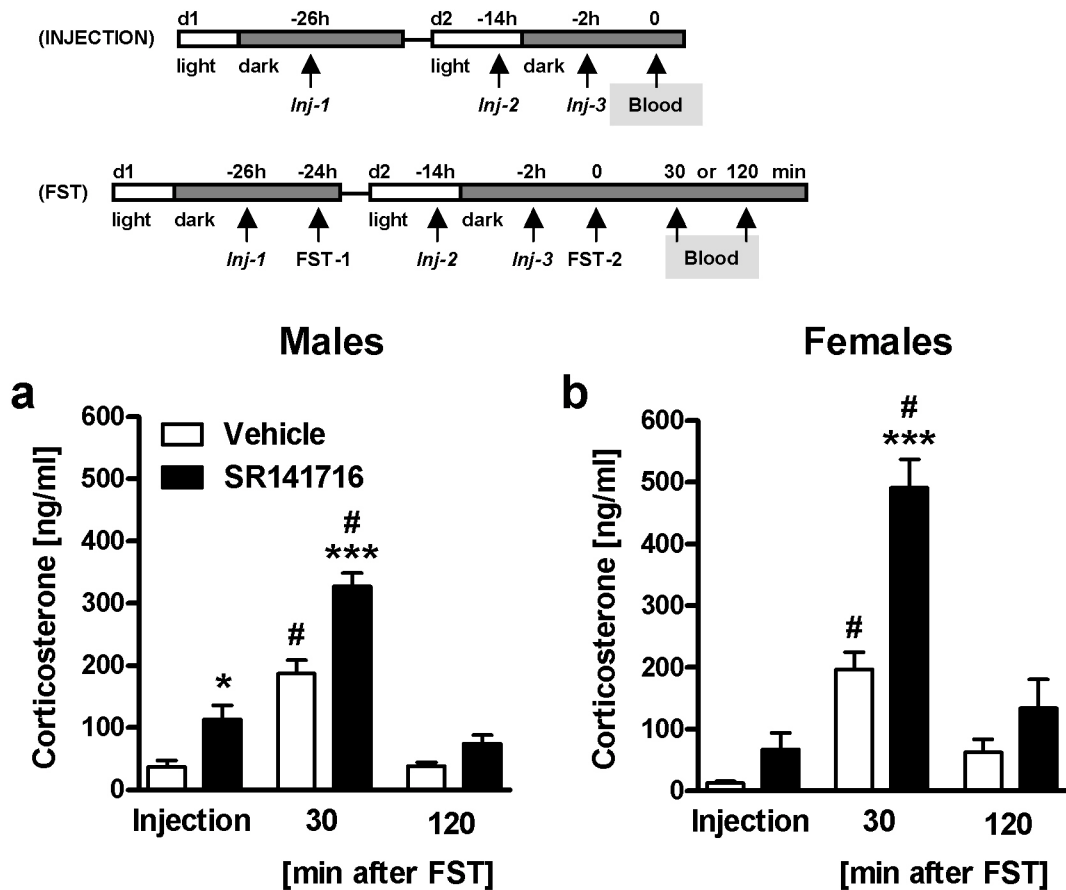 d1 -26h d2 -14h -2h 0
(INJECTION)
light dark light dark
Inj-1 Inj-2 Inj-3 Blood
d1 -26h -24h d2 -14h -2h 0 30 or 120 min
(FST)
light dark light dark
Inj-1 FST-1 Inj-2 Inj-3 FST-2 Blood
Males
a
Corticosterone [ng/ml]
600
500
400
300
200
100
0
Vehicle
SR141716
*
#
#
***
Injection 30 120
[min after FST]
Females
b
Corticosterone [ng/ml]
600
500
400
300
200
100
0
#
#
***
Injection 30 120
[min after FST]